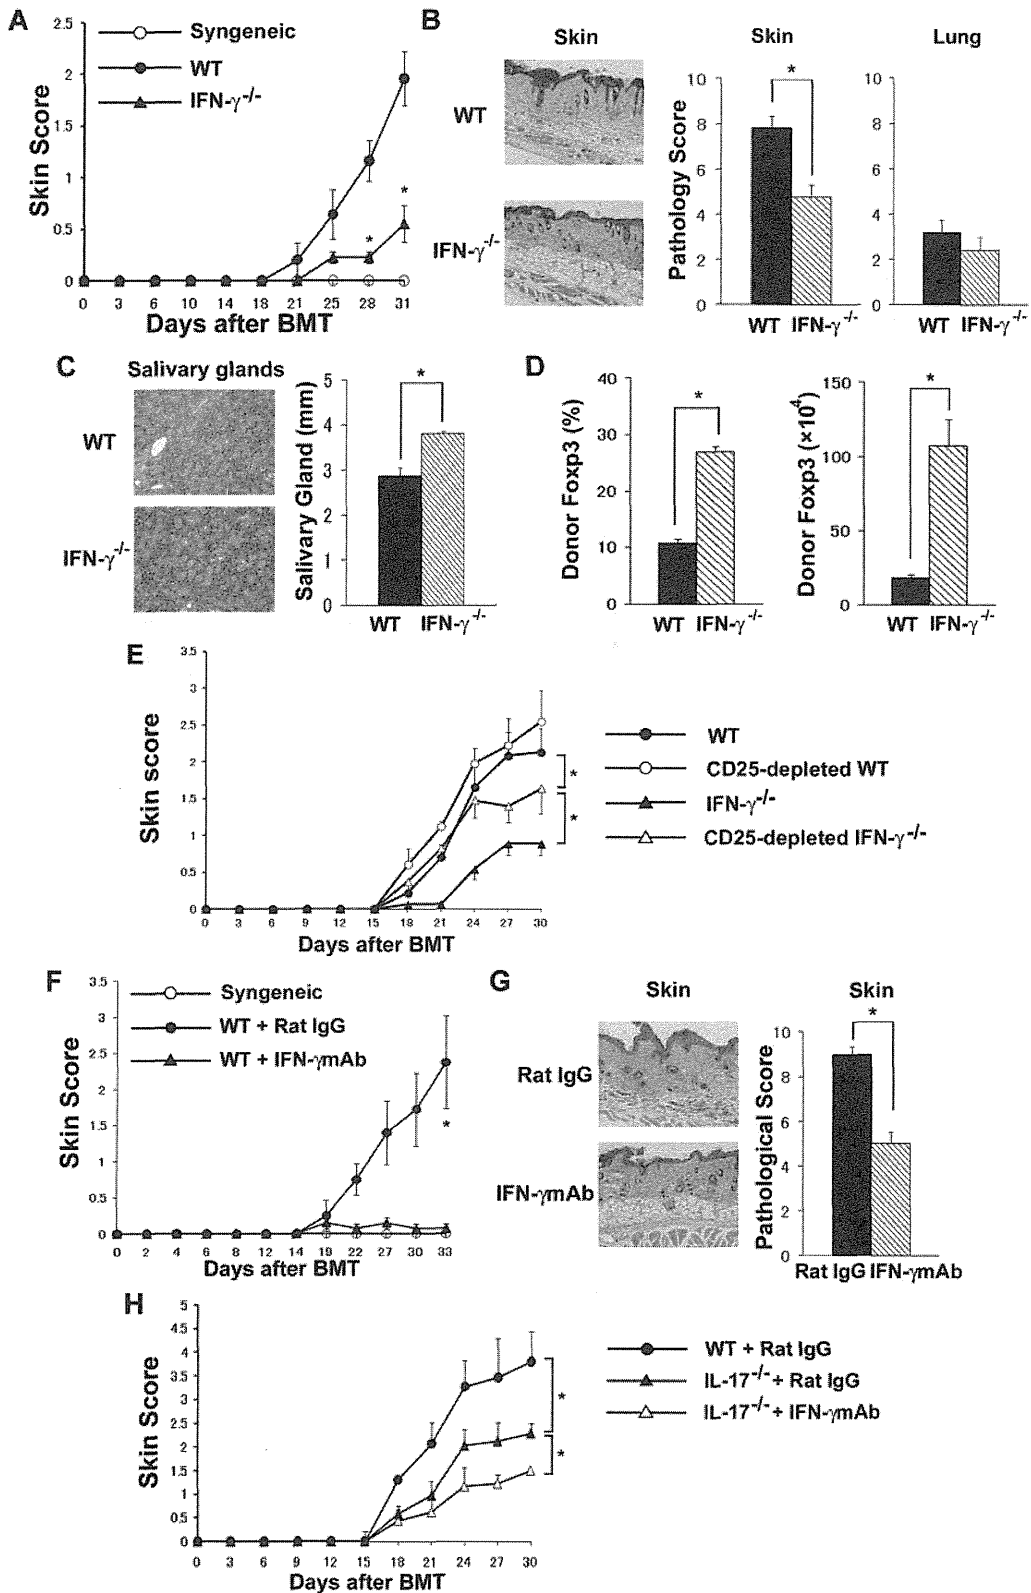 A
2.5
2
1.5
1
0.5
0
Skin Score
Syngeneic
WT
IFN-γ-/-
*
*
0 3 6 10 14 18 21 25 28 31
Days after BMT
B
Skin
WT
IFN-γ-/-
Skin
Pathology Score
10
8
6
4
2
0
*
WT IFN-γ-/-
Lung
10
8
6
4
2
0
WT IFN-γ-/-
C
Salivary glands
WT
IFN-γ-/-
Salivary Gland (mm)
5
4
3
2
1
0
*
WT IFN-γ-/-
D
Donor Foxp3 (%)
40
30
20
10
0
*
WT IFN-γ-/-
Donor Foxp3 (×10⁴)
150
100
50
0
*
WT IFN-γ-/-
E
3.5
3
2.5
2
1.5
1
0.5
0
Skin score
*
*
WT
CD25-depleted WT
IFN-γ-/-
CD25-depleted IFN-γ-/-
0 3 6 9 12 15 18 21 24 27 30
Days after BMT
F
3.5
3
2.5
2
1.5
1
0.5
0
Skin Score
Syngeneic
WT + Rat IgG
WT + IFN-γmAb
*
0 2 4 6 8 12 14 19 22 27 30 33
Days after BMT
G
Skin
Rat IgG
IFN-γmAb
Skin
Pathological Score
10
8
6
4
2
0
*
Rat IgG IFN-γmAb
H
5
4.5
4
3.5
3
2.5
2
1.5
1
0.5
0
Skin Score
*
*
WT + Rat IgG
IL-17-/- + Rat IgG
IL-17-/- + IFN-γmAb
0 3 6 9 12 15 18 21 24 27 30
Days after BMT